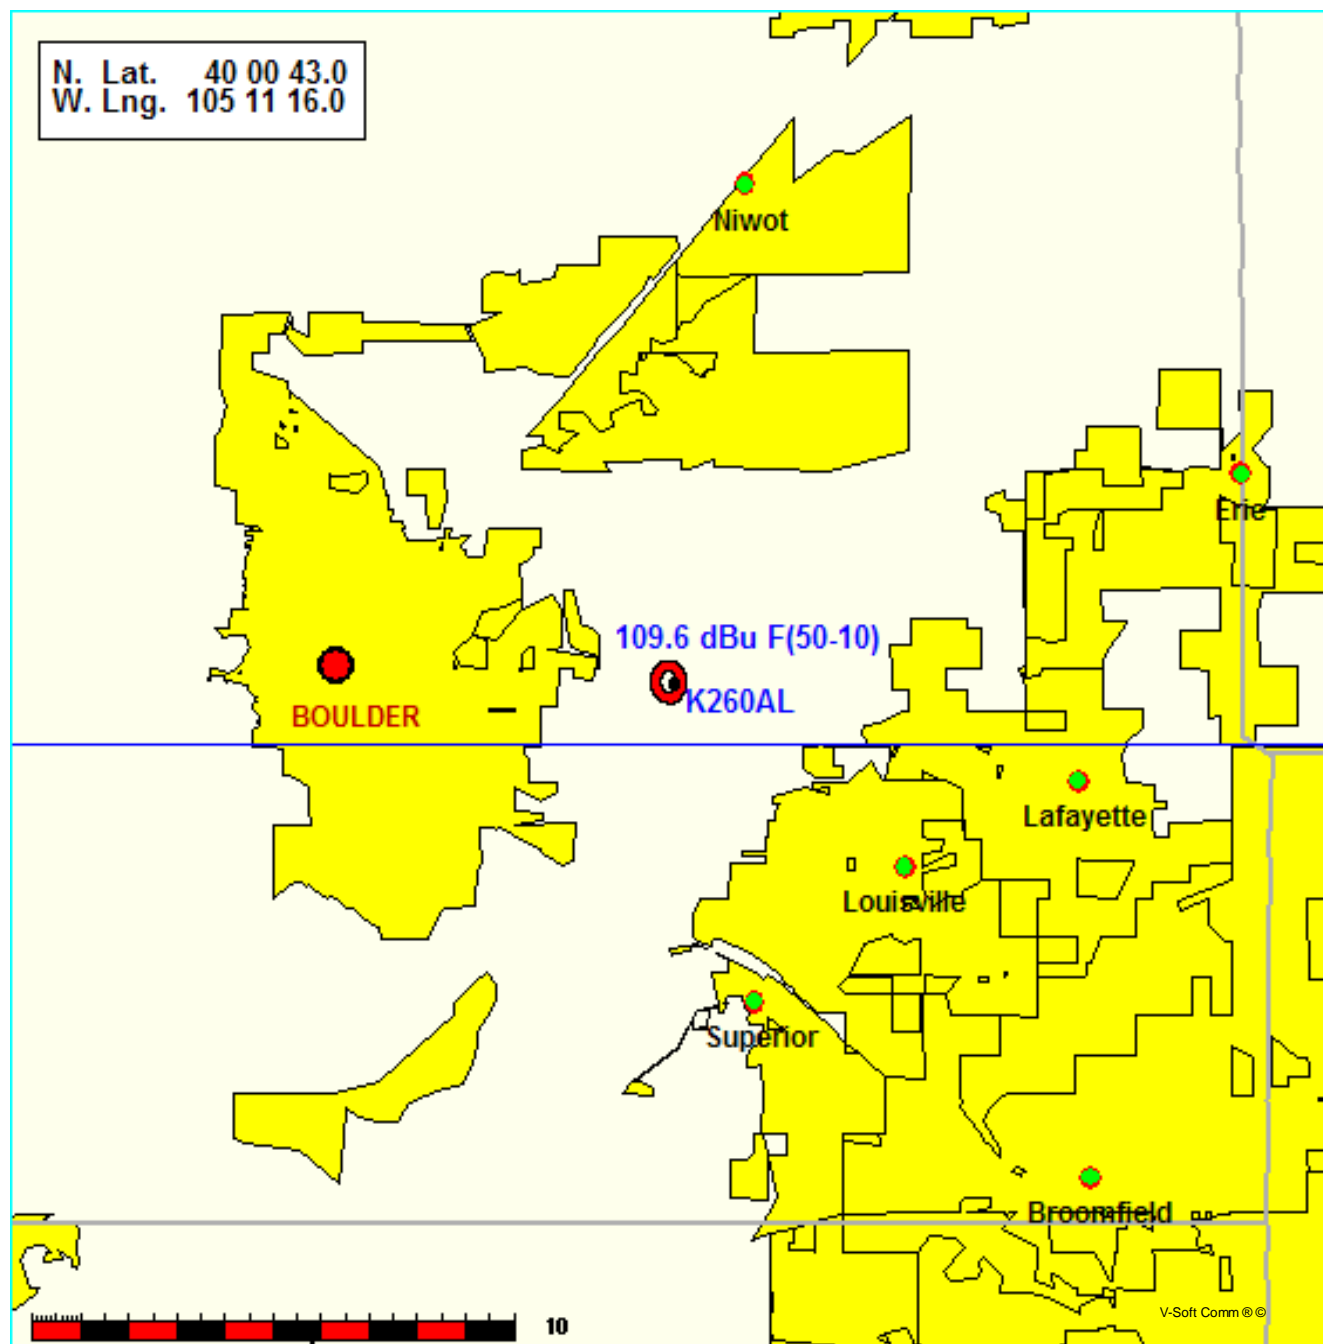 N. Lat. 40 00 43.0
W. Lng. 105 11 16.0
Niwot
Erie
109.6 dBu F(50-10)
K260AL
BOULDER
Lafayette
Louisville
Superior
Broomfield
V-Soft Comm ® ©
10